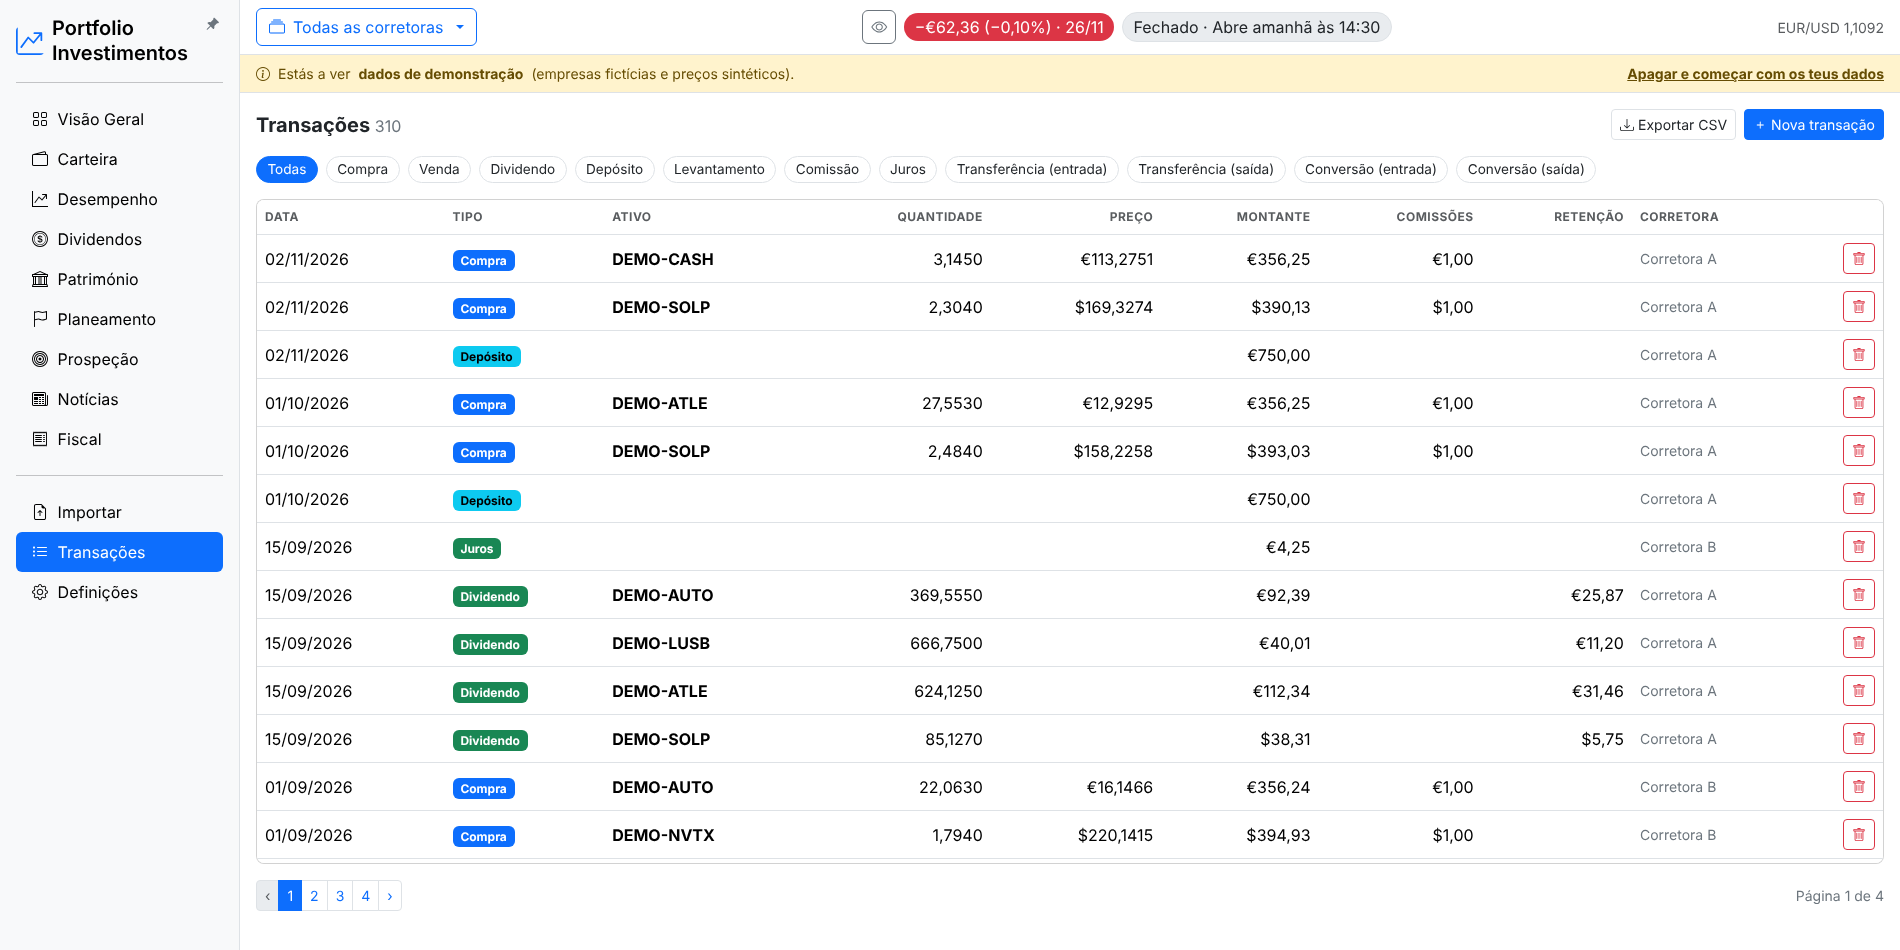 Portfolio
Investimentos
Visão Geral
Carteira
Desempenho
Dividendos
Património
Planeamento
Prospeção
Notícias
Fiscal
Importar
Transações
Definições
Todas as corretoras
−€62,36 (−0,10%) · 26/11
Fechado · Abre amanhã às 14:30
EUR/USD 1,1092
Estás a ver dados de demonstração (empresas fictícias e preços sintéticos).
Apagar e começar com os teus dados
Transações 310
Exportar CSV
+ Nova transação
Todas Compra Venda Dividendo Depósito Levantamento Comissão Juros Transferência (entrada) Transferência (saída) Conversão (entrada) Conversão (saída)
DATA TIPO ATIVO QUANTIDADE PREÇO MONTANTE COMISSÕES RETENÇÃO CORRETORA
02/11/2026 Compra DEMO-CASH 3,1450 €113,2751 €356,25 €1,00 Corretora A
02/11/2026 Compra DEMO-SOLP 2,3040 $169,3274 $390,13 $1,00 Corretora A
02/11/2026 Depósito €750,00 Corretora A
01/10/2026 Compra DEMO-ATLE 27,5530 €12,9295 €356,25 €1,00 Corretora A
01/10/2026 Compra DEMO-SOLP 2,4840 $158,2258 $393,03 $1,00 Corretora A
01/10/2026 Depósito €750,00 Corretora A
15/09/2026 Juros €4,25 Corretora B
15/09/2026 Dividendo DEMO-AUTO 369,5550 €92,39 €25,87 Corretora A
15/09/2026 Dividendo DEMO-LUSB 666,7500 €40,01 €11,20 Corretora A
15/09/2026 Dividendo DEMO-ATLE 624,1250 €112,34 €31,46 Corretora A
15/09/2026 Dividendo DEMO-SOLP 85,1270 $38,31 $5,75 Corretora A
01/09/2026 Compra DEMO-AUTO 22,0630 €16,1466 €356,24 €1,00 Corretora B
01/09/2026 Compra DEMO-NVTX 1,7940 $220,1415 $394,93 $1,00 Corretora B
‹ 1 2 3 4 ›
Página 1 de 4